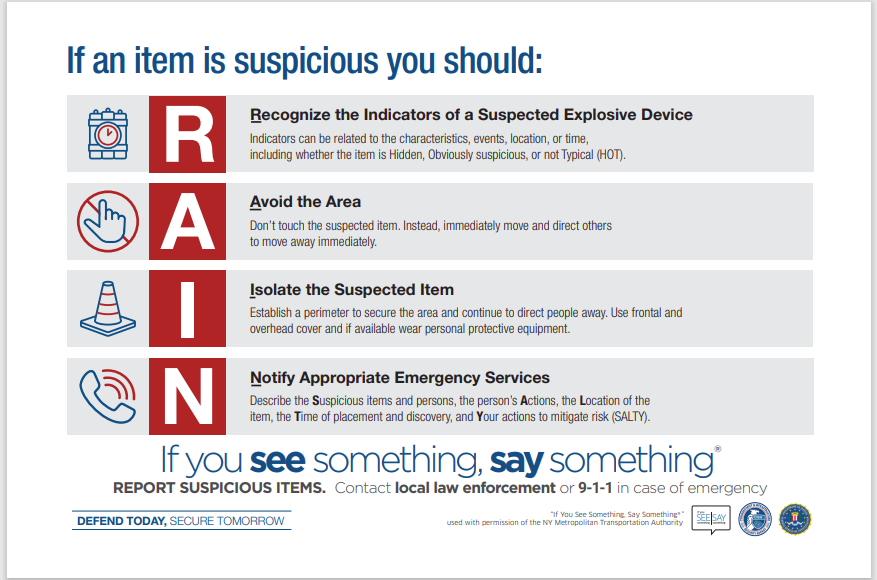 If an item is suspicious you should:
R
Recognize the Indicators of a Suspected Explosive Device
Indicators can be related to the characteristics, events, location, or time,
including whether the item is Hidden, Obviously suspicious, or not Typical (HOT).
A
Avoid the Area
Don't touch the suspected item. Instead, immediately move and direct others
to move away immediately.
I
Isolate the Suspected Item
Establish a perimeter to secure the area and continue to direct people away. Use frontal and
overhead cover and if available wear personal protective equipment.
N
Notify Appropriate Emergency Services
Describe the Suspicious items and persons, the person's Actions, the Location of the
item, the Time of placement and discovery, and Your actions to mitigate risk (SALTY).
If you see something, say something®
REPORT SUSPICIOUS ITEMS. Contact local law enforcement or 9-1-1 in case of emergency
DEFEND TODAY, SECURE TOMORROW
"If You See Something, Say Something®"
used with permission of the NY Metropolitan Transportation Authority
SEE SAY